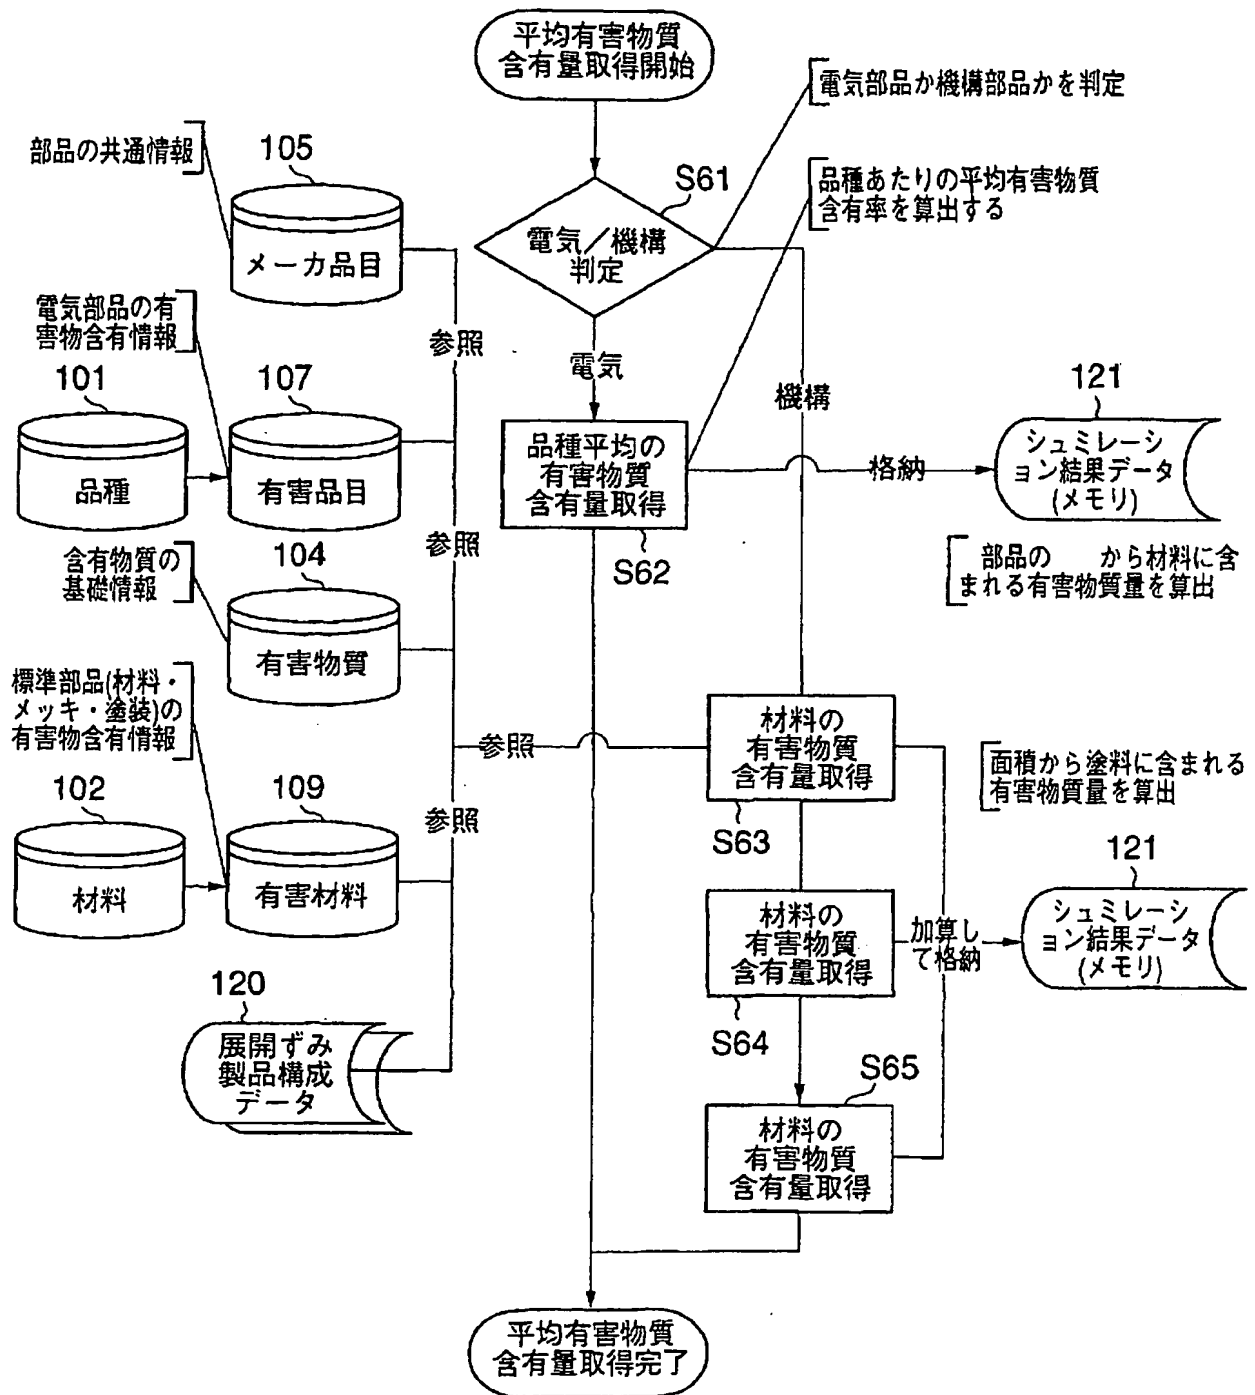 平均有害物質
含有量取得開始
電気部品か機構部品かを判定
部品の共通情報
105
メーカ品目
S61
電気／機構
判定
品種あたりの平均有害物質
含有率を算出する
電気部品の有
害物含有情報
参照
電気
機構
101
品種
107
有害品目
品種平均の
有害物質
含有量取得
S62
格納
121
シュミレーシ
ョン結果データ
(メモリ)
参照
部品の　　から材料に含
まれる有害物質量を算出
含有物質の
基礎情報
104
有害物質
標準部品(材料・
メッキ・塗装)の
有害物含有情報
参照
材料の
有害物質
含有量取得
S63
面積から塗料に含まれる
有害物質量を算出
102
材料
109
有害材料
参照
材料の
有害物質
含有量取得
S64
加算し
て格納
121
シュミレーシ
ョン結果データ
(メモリ)
120
展開ずみ
製品構成
データ
S65
材料の
有害物質
含有量取得
平均有害物質
含有量取得完了